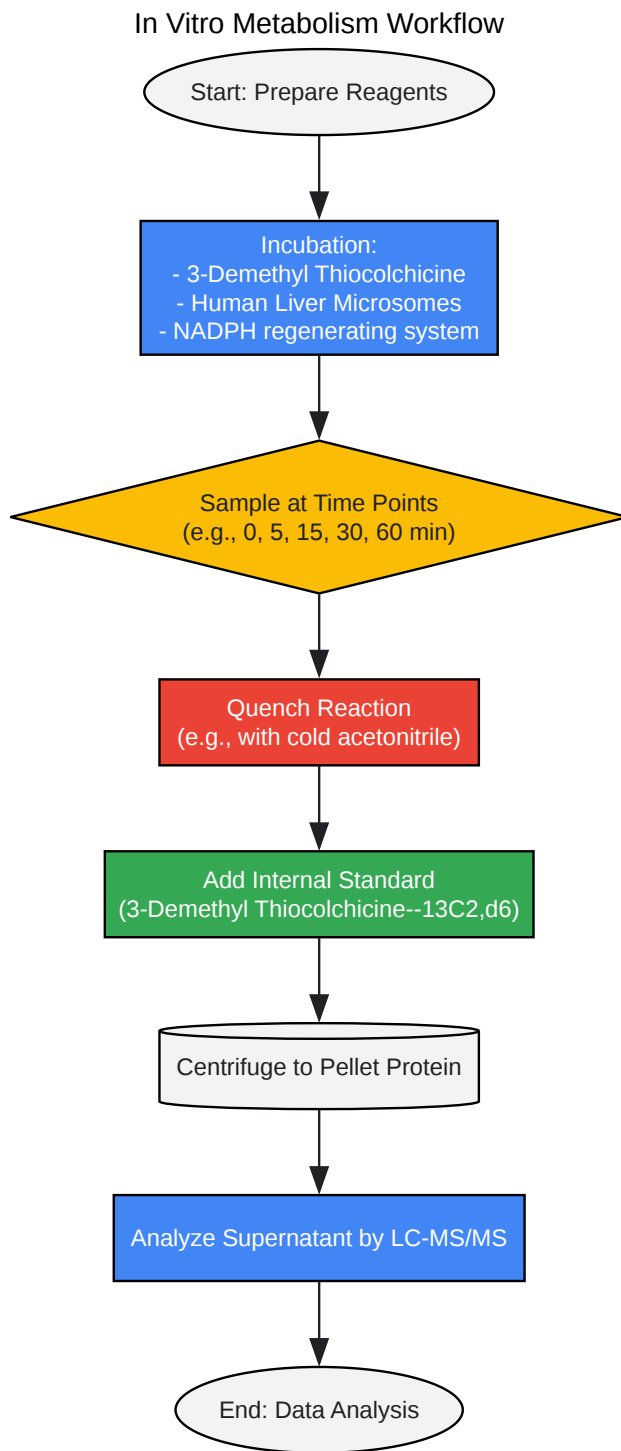 In Vitro Metabolism Workflow
Start: Prepare Reagents
Incubation:
- 3-Demethyl Thiocolchicine
- Human Liver Microsomes
- NADPH regenerating system
Sample at Time Points
(e.g., 0, 5, 15, 30, 60 min)
Quench Reaction
(e.g., with cold acetonitrile)
Add Internal Standard
(3-Demethyl Thiocolchicine--13C2,d6)
Centrifuge to Pellet Protein
Analyze Supernatant by LC-MS/MS
End: Data Analysis